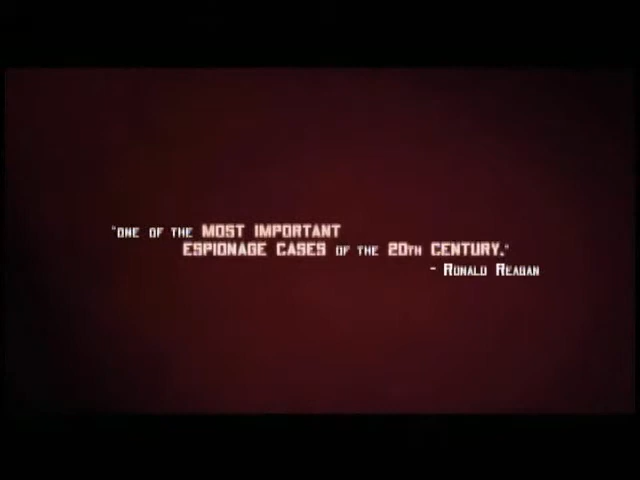 "ONE OF THE MOST IMPORTANT
ESPIONAGE CASES OF THE 20TH CENTURY."
- RONALD REAGAN